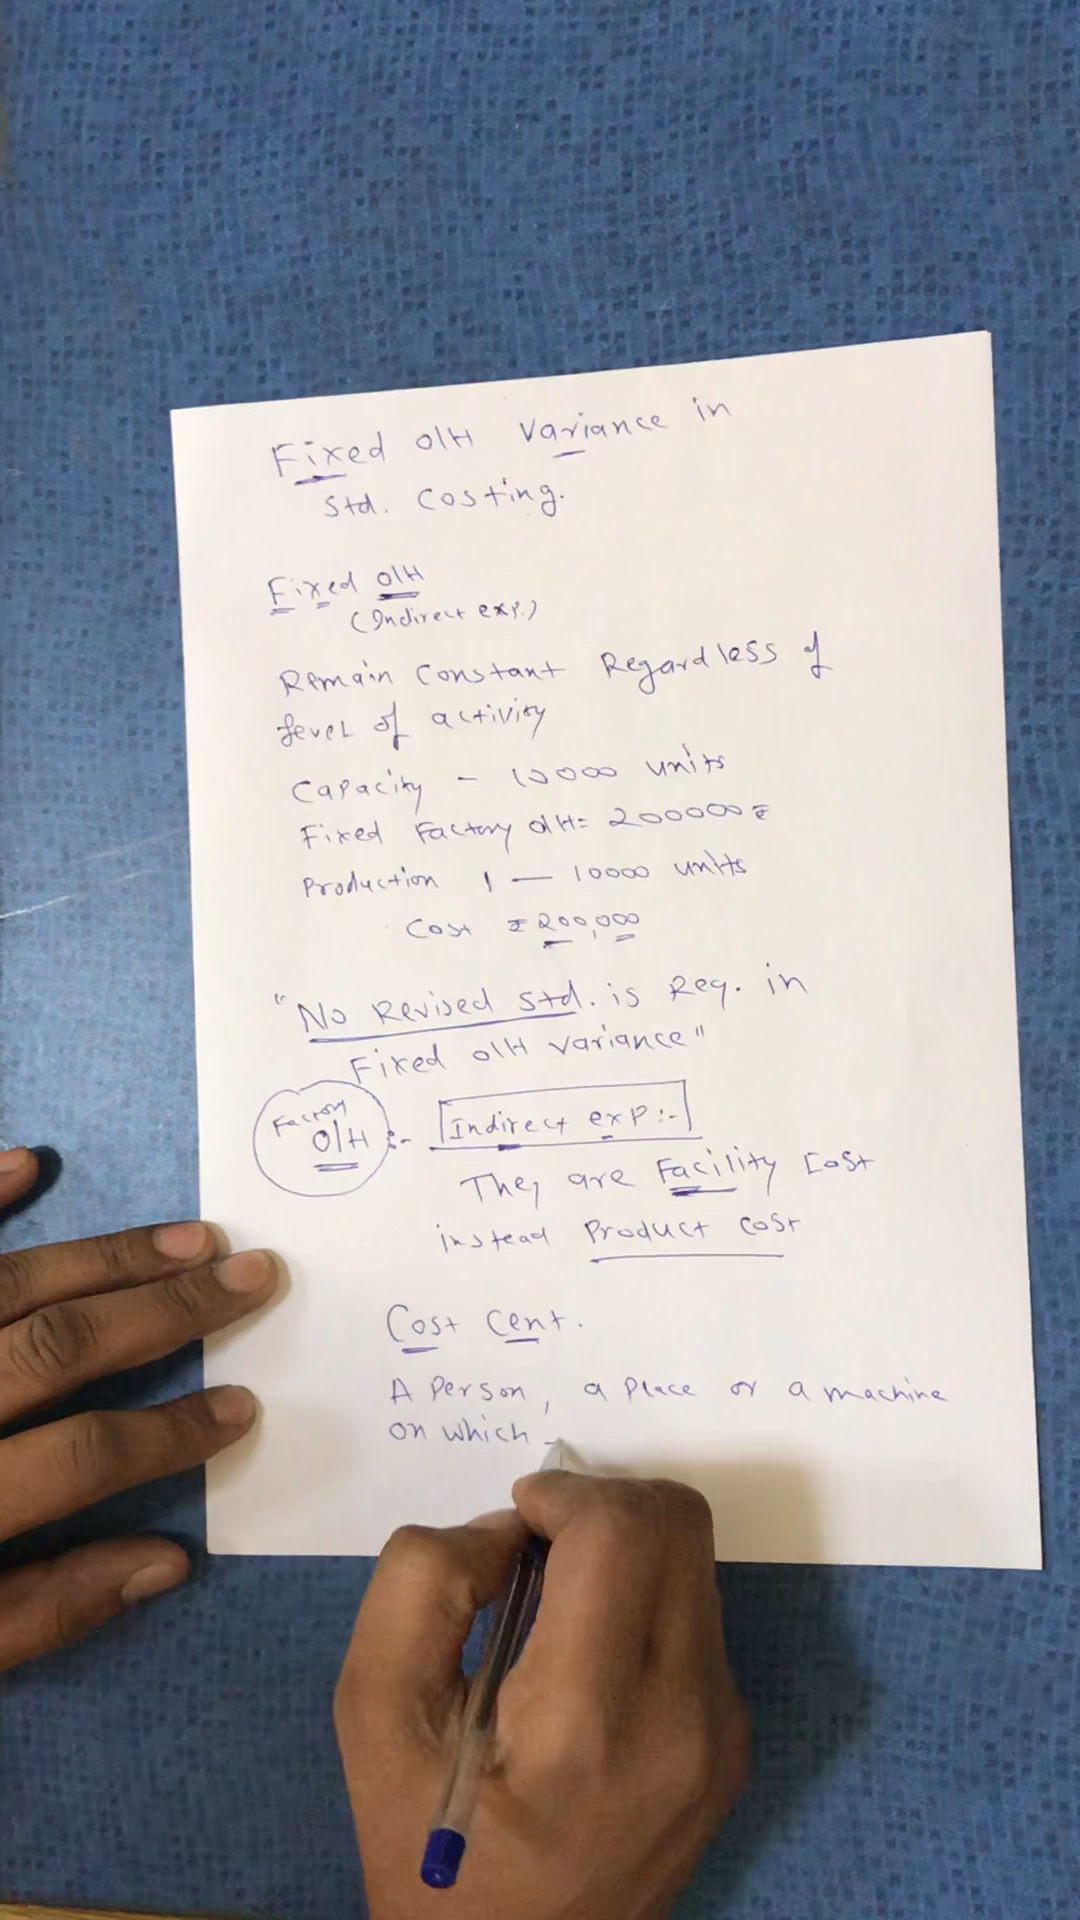 Fixed O/H Variance in
Std. Costing.
Fixed O/H
(Indirect exp.)
Remain Constant Regardless of
level of activity
Capacity - 10000 units
Fixed Factory O/H = 200000 ₹
Production 1 — 10000 units
Cost ₹ 200,000
"No Revised Std. is Req. in
Fixed O/H Variance"
Factory
O/H :- Indirect exp :-
They are Facility Cost
instead Product Cost
Cost Cent.
A Person, a Place or a machine
on which